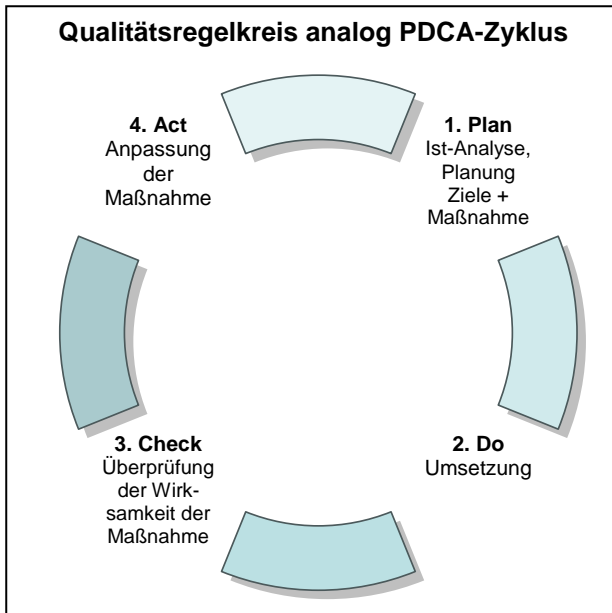 Qualitätsregelkreis analog PDCA-Zyklus
4. Act
Anpassung
der
Maßnahme
1. Plan
Ist-Analyse,
Planung
Ziele +
Maßnahme
3. Check
Überprüfung
der Wirk-
samkeit der
Maßnahme
2. Do
Umsetzung